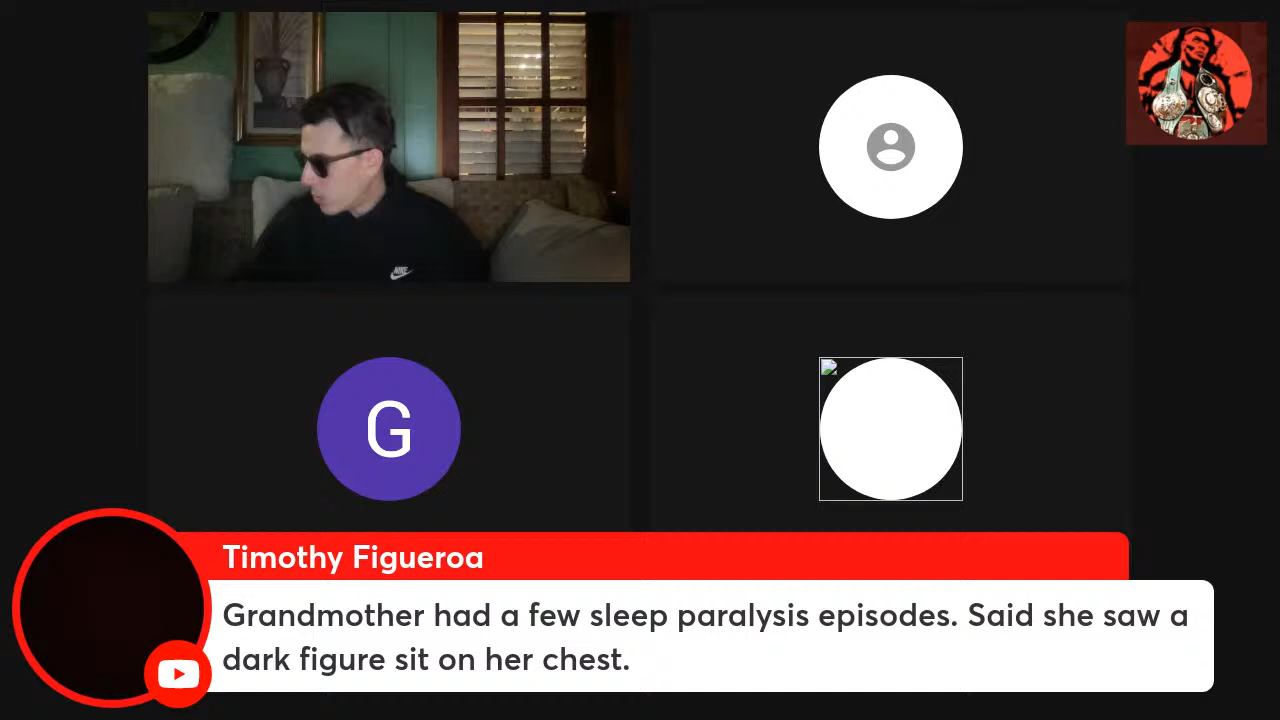 NIKE
G
Timothy Figueroa
Grandmother had a few sleep paralysis episodes. Said she saw a
dark figure sit on her chest.